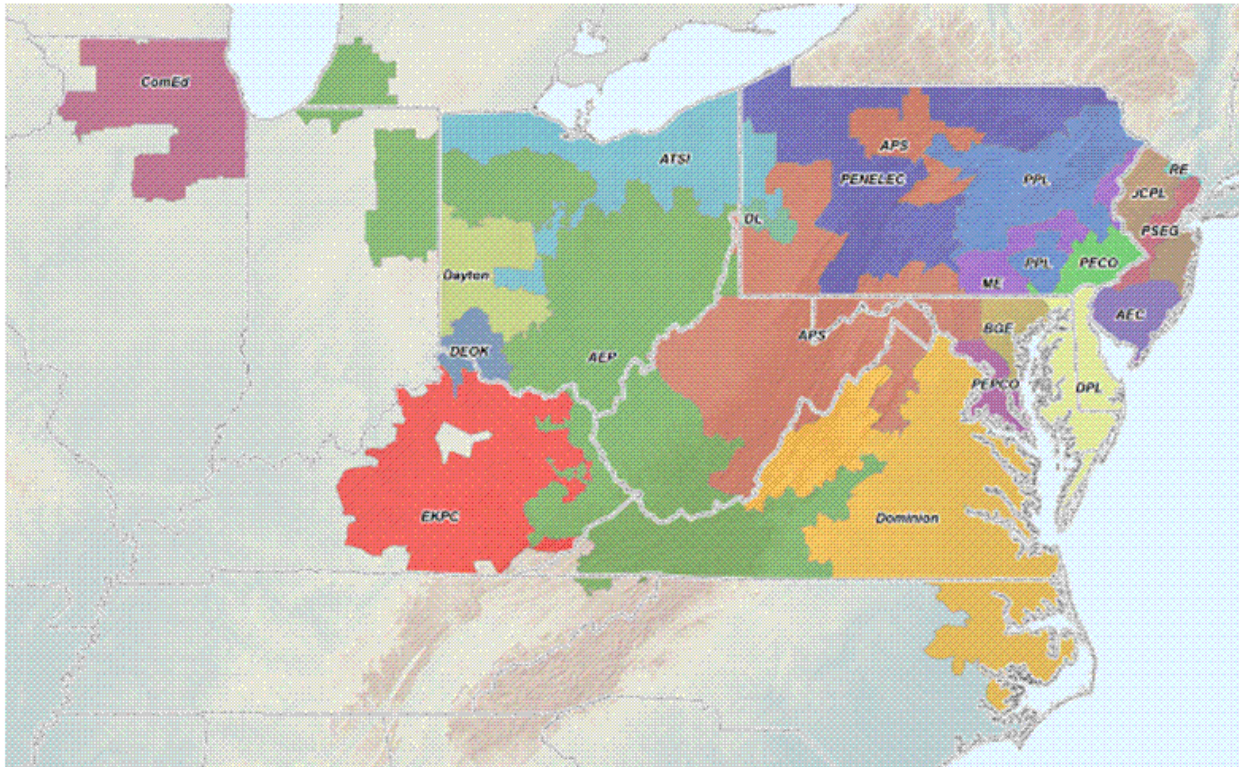 ComEd
ATSI
APS
PENELEC
PPL
RE
JCPL
DL
PSEG
Dayton
PPL
PECO
ME
AEC
DEOK
AEP
APS
BGE
PEPCO
DPL
EKPC
Dominion